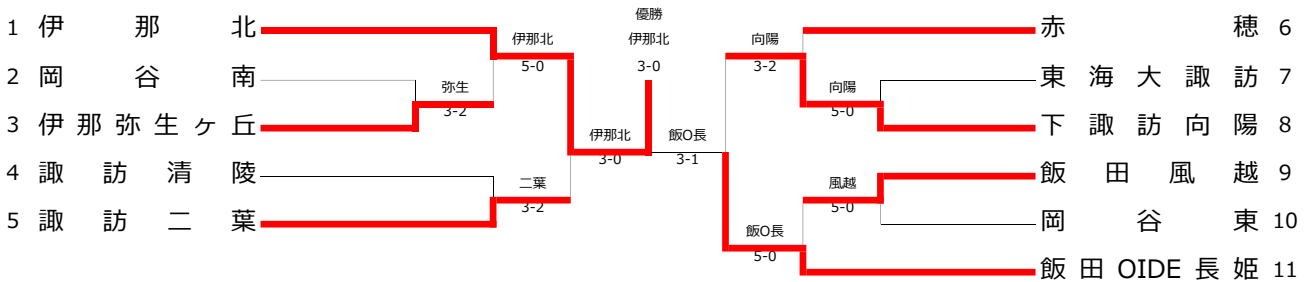 優勝
1 伊那北
伊那北
伊那北
向陽
赤穂 6
5-0
3-0
3-2
2 岡谷南
弥生
向陽
東海大諏訪 7
3-2
5-0
3 伊那弥生ヶ丘
伊那北
飯O長
下諏訪向陽 8
3-0
3-1
4 諏訪清陵
二葉
風越
飯田風越 9
3-2
5-0
5 諏訪二葉
飯O長
岡谷東 10
5-0
飯田OIDE長姫 11